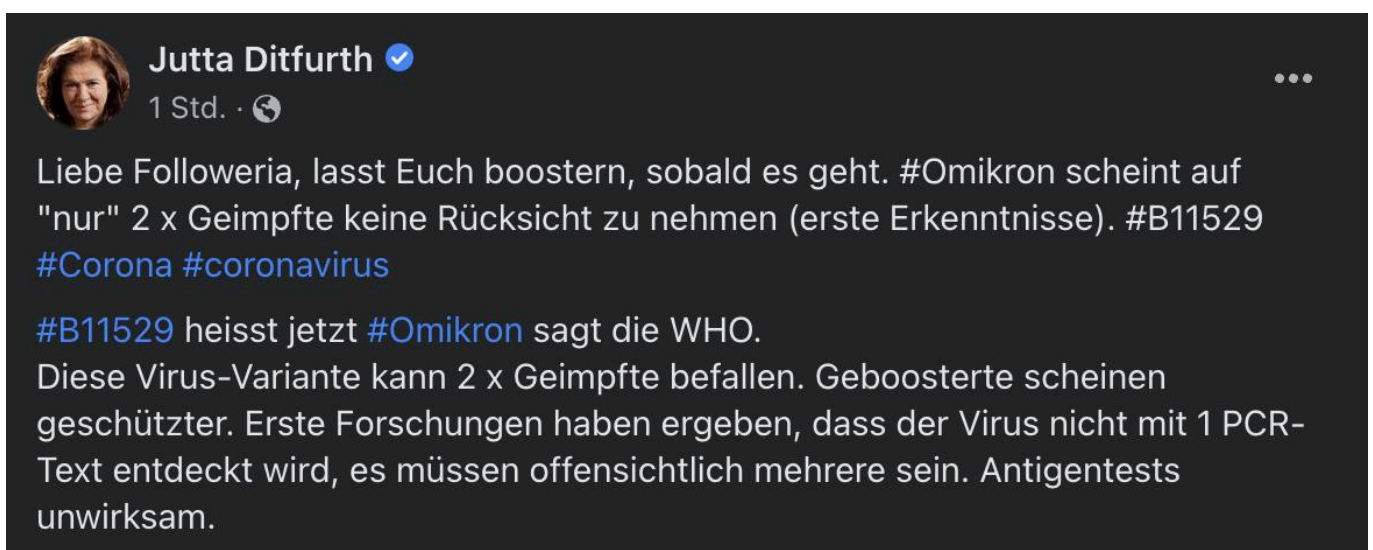 Jutta Ditfurth
1 Std. ·
Liebe Followeria, lasst Euch boostern, sobald es geht. #Omikron scheint auf
"nur" 2 x Geimpfte keine Rücksicht zu nehmen (erste Erkenntnisse). #B11529
#Corona #coronavirus
#B11529 heisst jetzt #Omikron sagt die WHO.
Diese Virus-Variante kann 2 x Geimpfte befallen. Geboosterte scheinen
geschützter. Erste Forschungen haben ergeben, dass der Virus nicht mit 1 PCR-
Text entdeckt wird, es müssen offensichtlich mehrere sein. Antigentests
unwirksam.